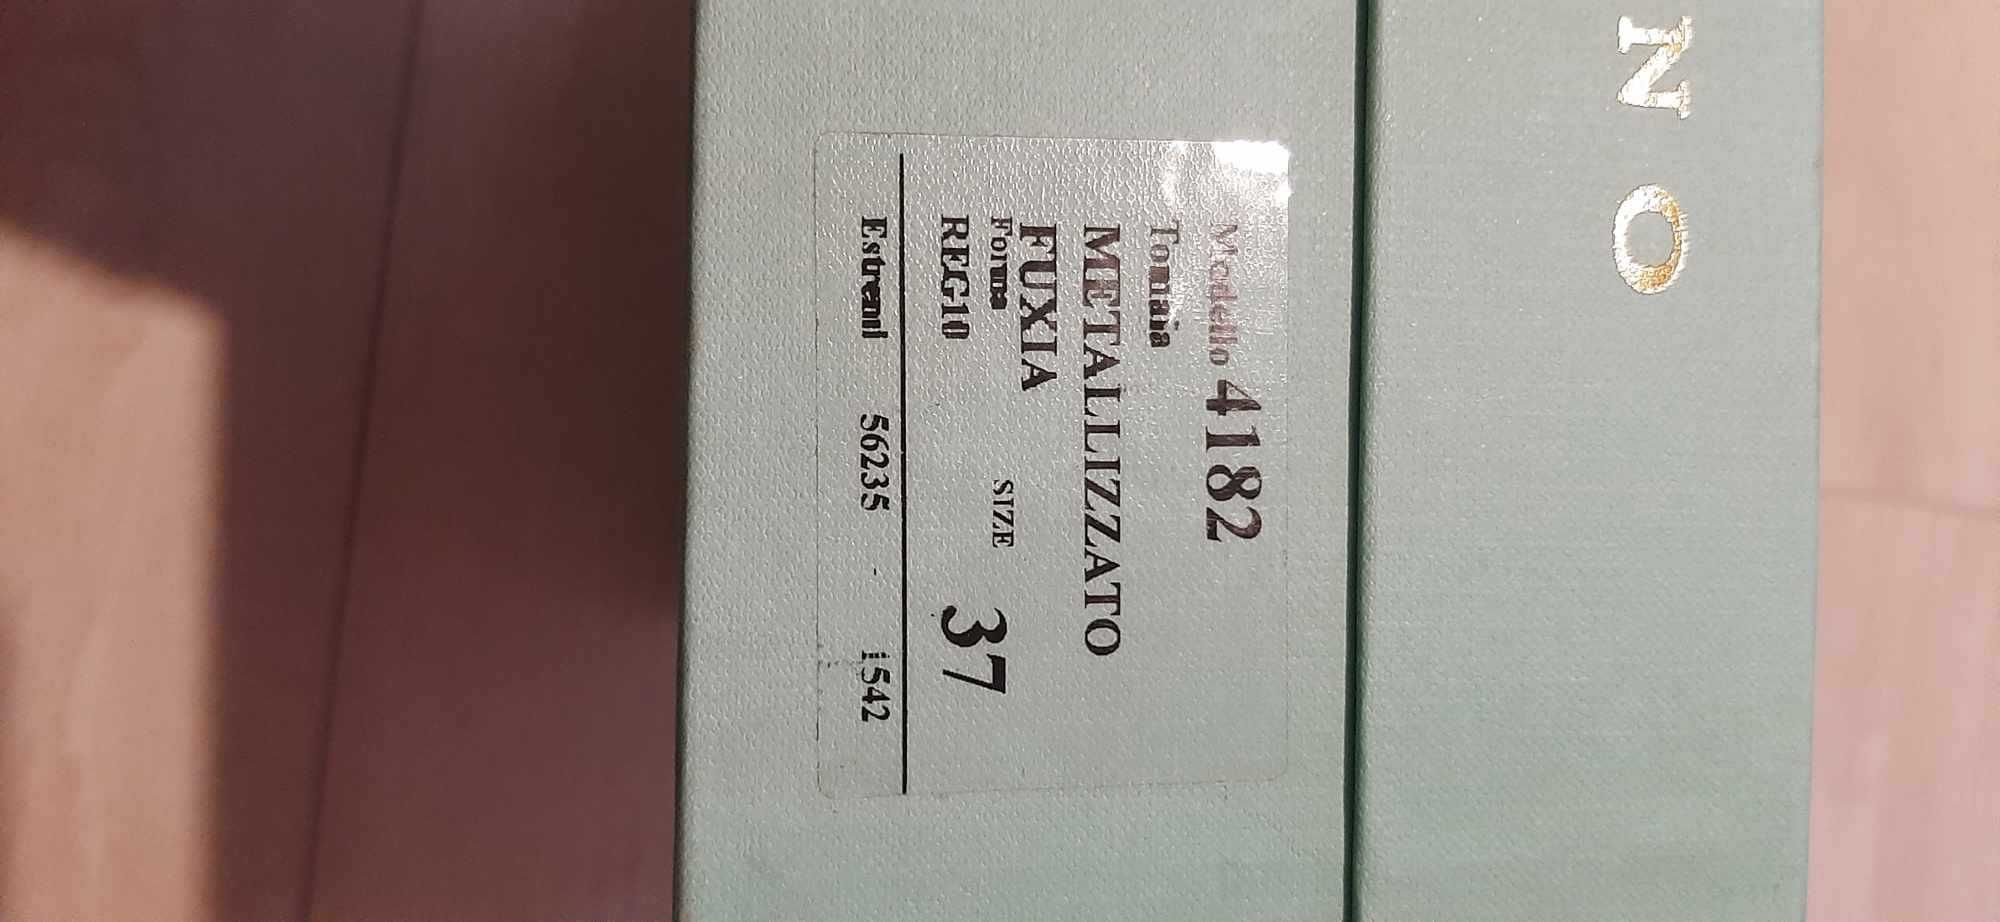 NO
Modello 4182
Tomaia
METALLIZZATO
FUXIA
Forma SIZE
REG10 37
Estremi 56235 - 1542